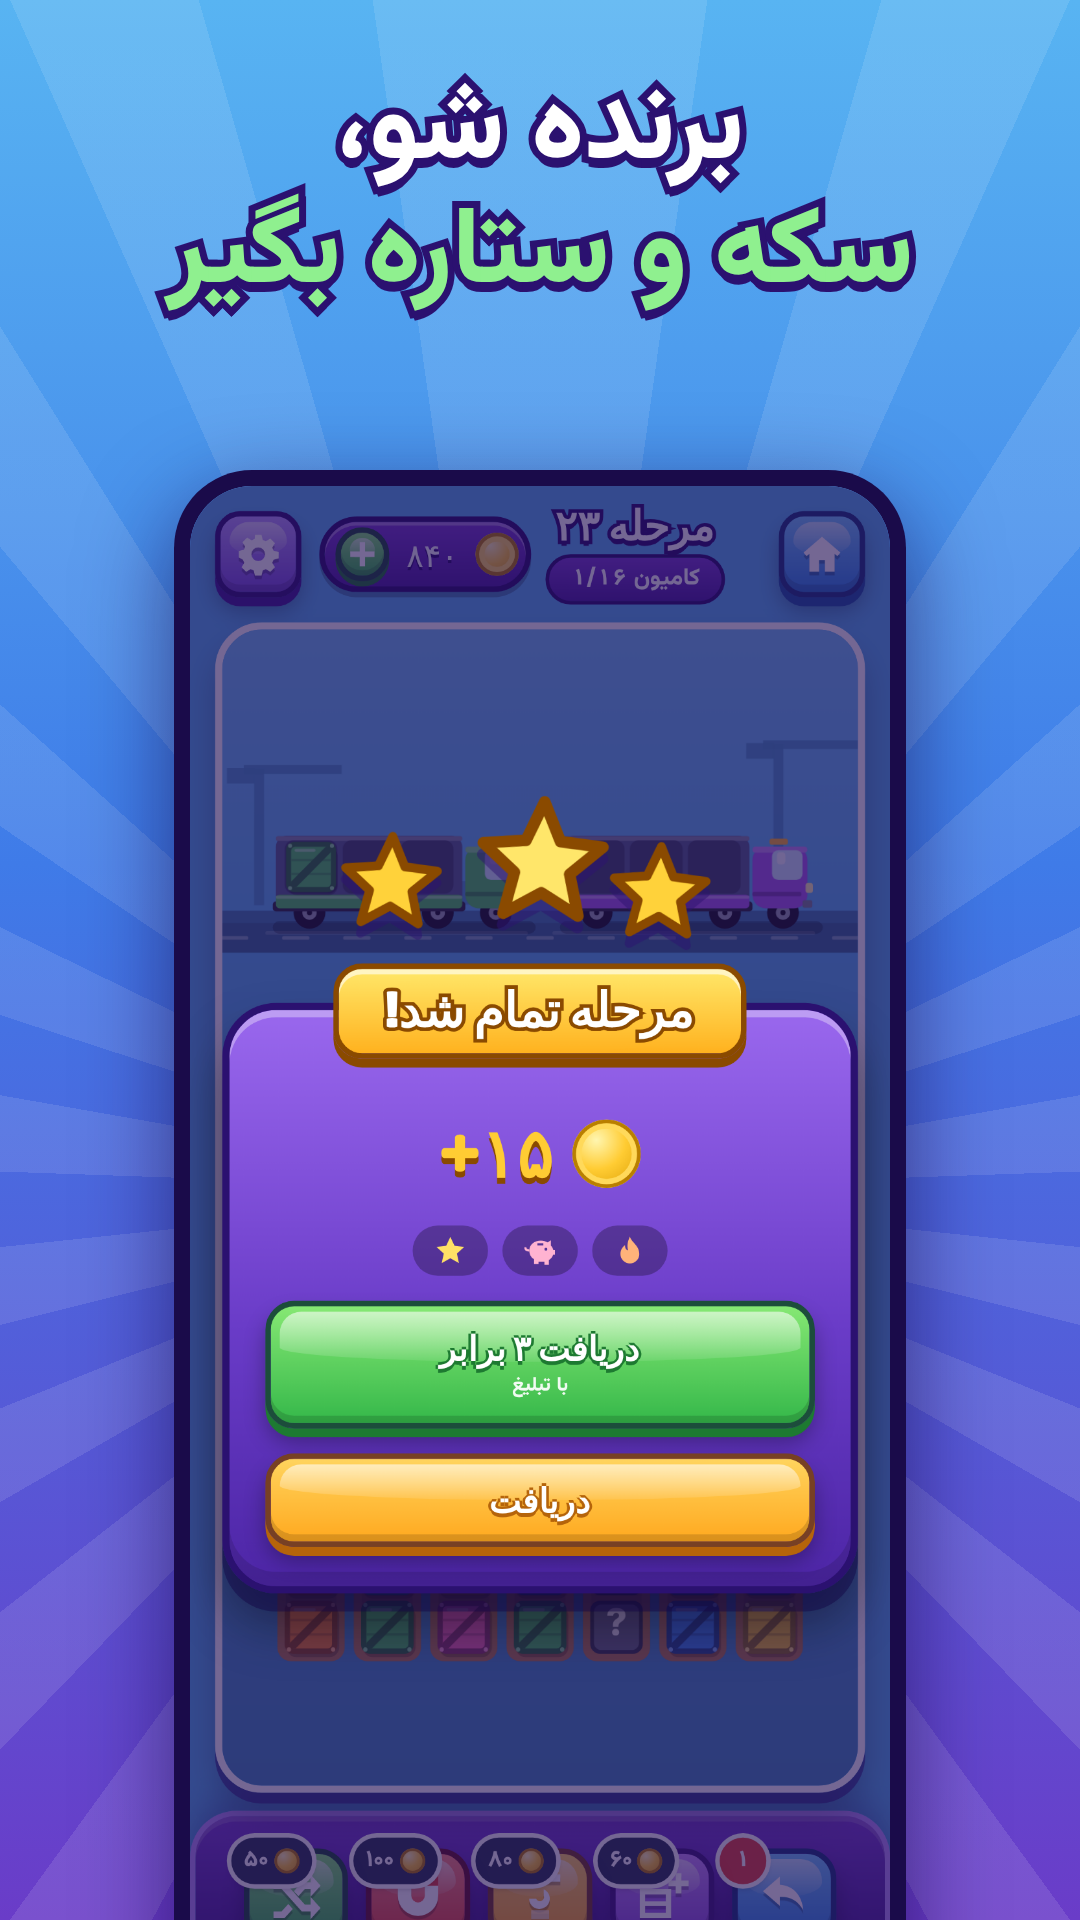 برنده شو،
سکه و ستاره بگیر
مرحله ۲۳
۸۴۰
کامیون ۱/۱۶
مرحله تمام شد!
+۱۵
دریافت ۳ برابر
با تبلیغ
دریافت
?
۱
۶۰
۸۰
۱۰۰
۵۰